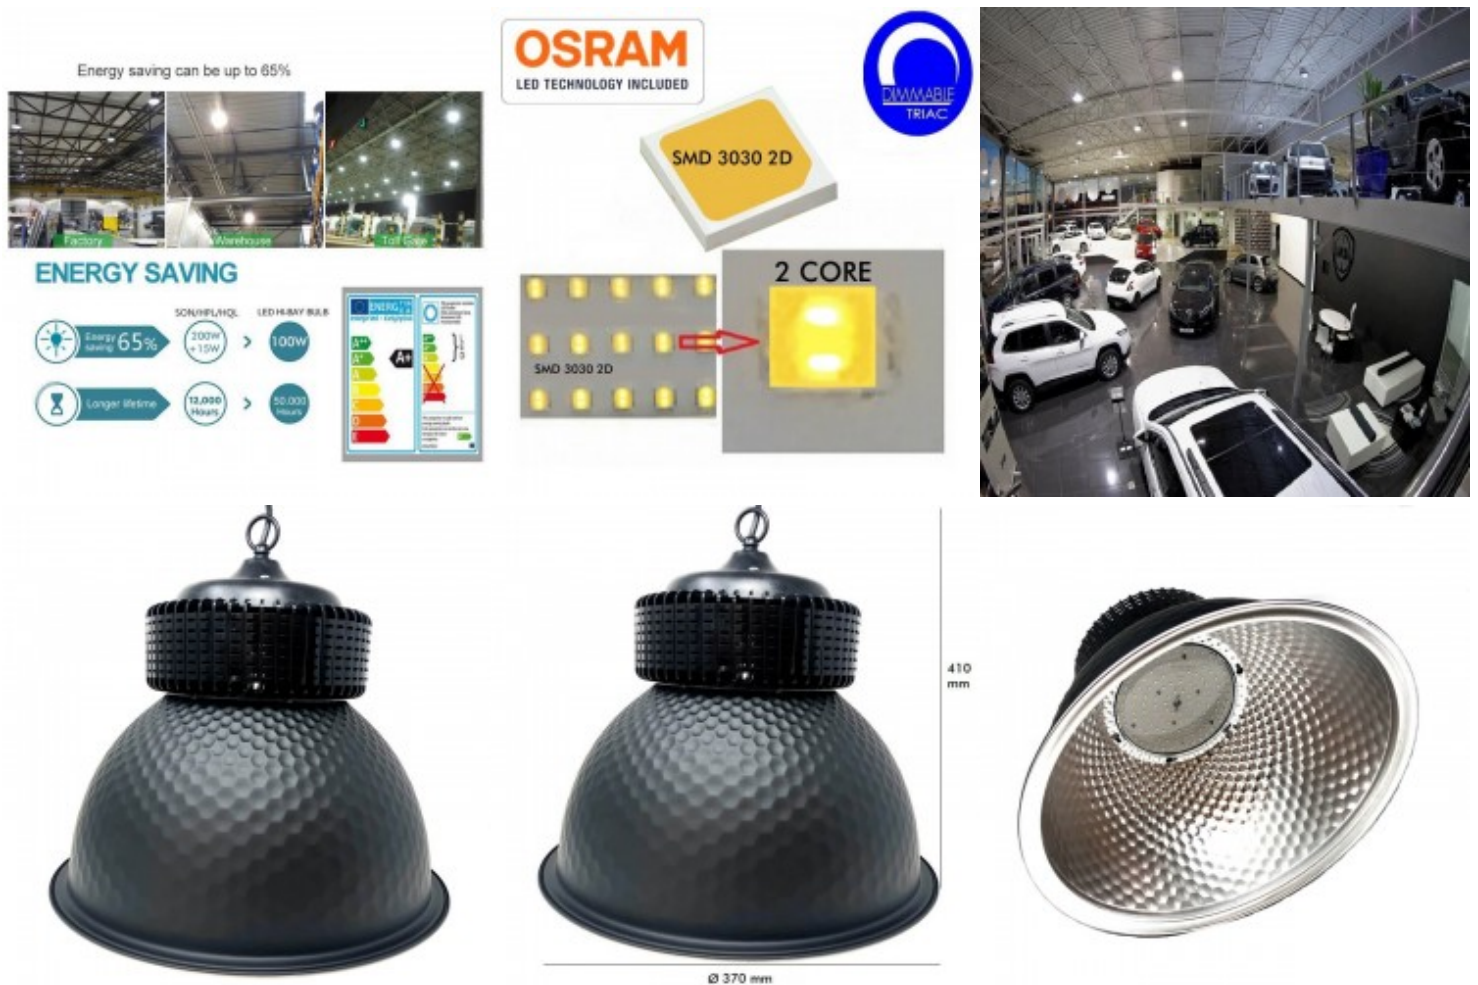 Energy saving can be up to 65%
Factory
Warehouse
Toll Gate
ENERGY SAVING
SON/HPL/HQL
LED HI-BAY BULB
Energy saving 65%
200W +15W
>
100W
Longer lifetime
12,000 Hours
>
50.000 Hours
ENERG
A++
A+
A
A+
OSRAM
LED TECHNOLOGY INCLUDED
DIMMABLE
TRIAC
SMD 3030 2D
2 CORE
SMD 3030 2D
410
mm
Ø 370 mm